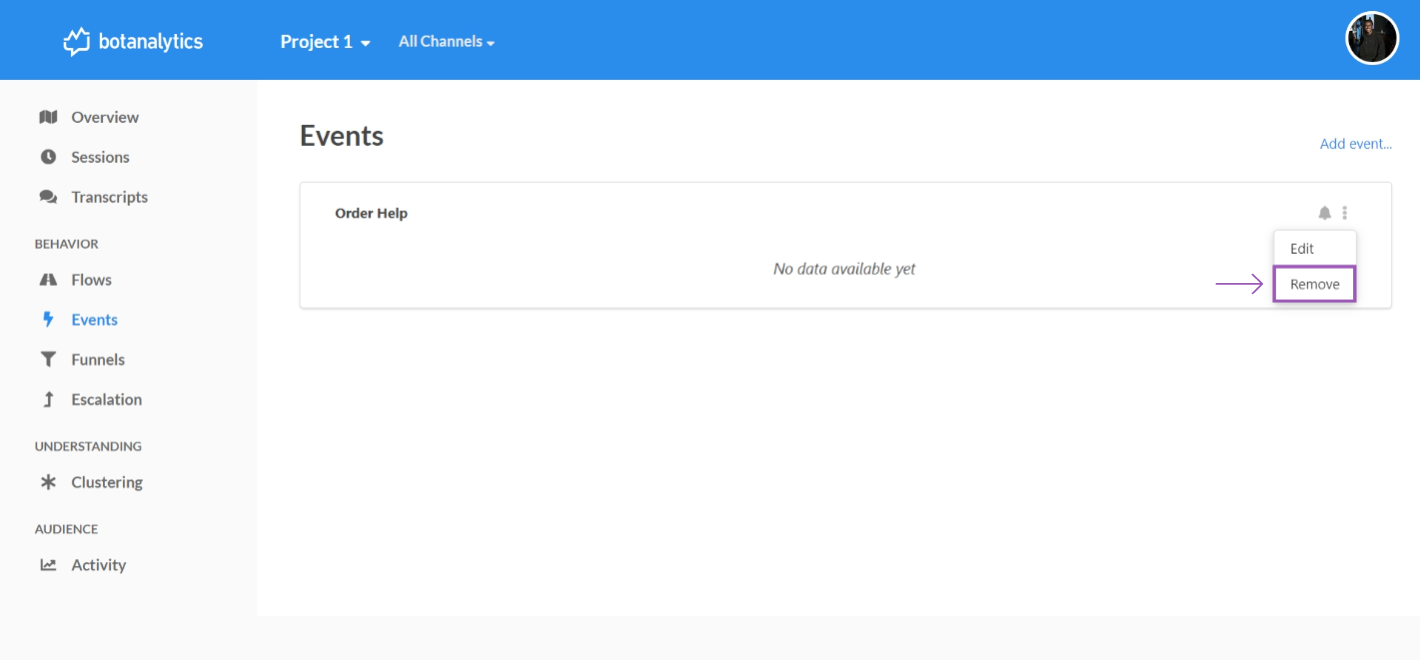 botanalytics
Project 1
All Channels
Overview
Sessions
Transcripts
BEHAVIOR
Flows
Events
Funnels
Escalation
UNDERSTANDING
Clustering
AUDIENCE
Activity
Events
Add event...
Order Help
No data available yet
Edit
Remove